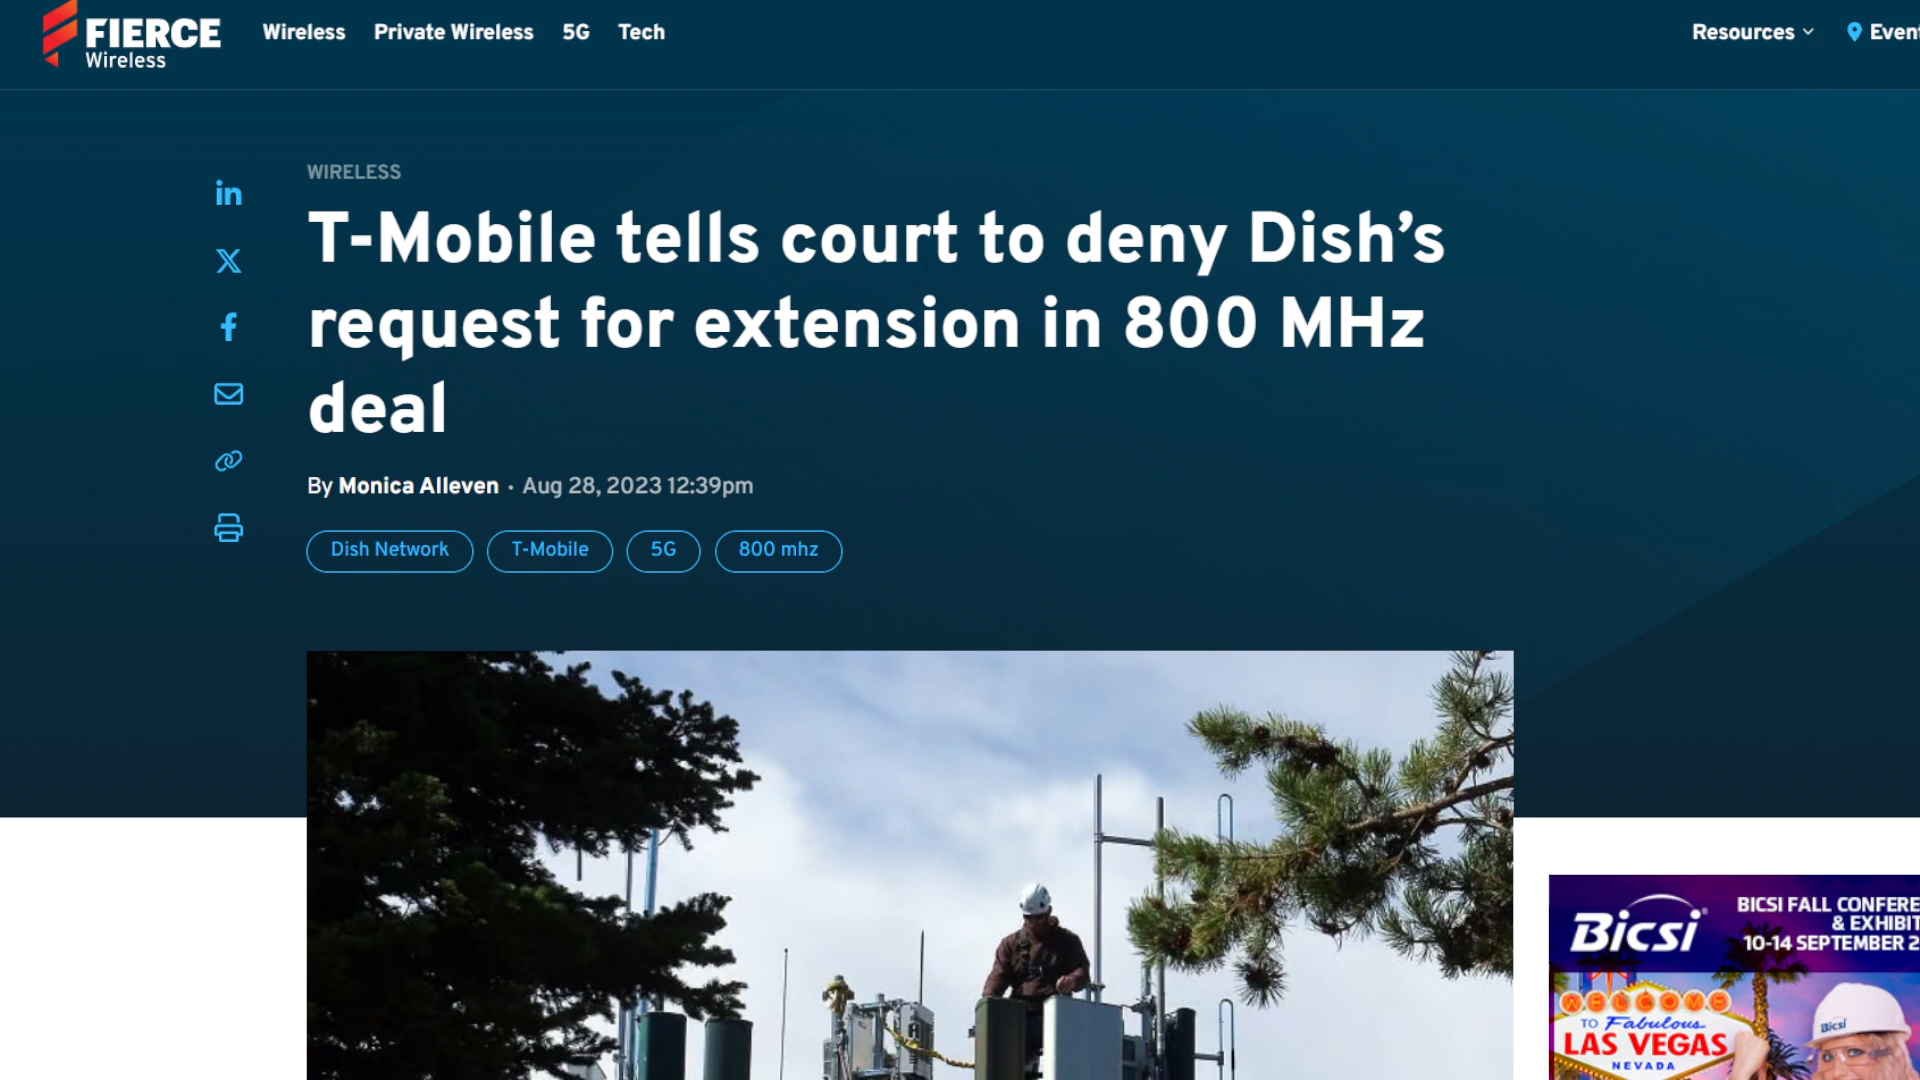 FIERCE
Wireless
Wireless Private Wireless 5G Tech
Resources
WIRELESS
T-Mobile tells court to deny Dish’s
request for extension in 800 MHz
deal
By Monica Alleven · Aug 28, 2023 12:39pm
Dish Network T-Mobile 5G 800 mhz
Bicsi
BICSI FALL
& EXHIBIT
10-14 SEPTEMBER
WELCOME
TO Fabulous
LAS VEGAS
NEVADA
Bicsi